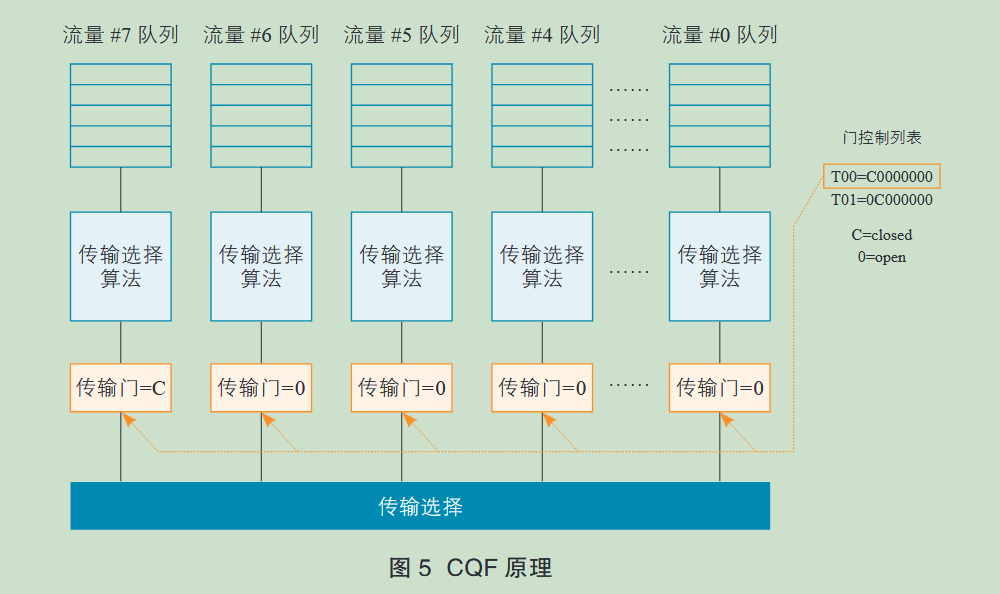 流量 #7 队列
流量 #6 队列
流量 #5 队列
流量 #4 队列
流量 #0 队列
……
……
……
门控制列表
T00=C0000000
T01=0C000000
C=closed
0=open
传输选择
算法
传输选择
算法
传输选择
算法
传输选择
算法
……
传输选择
算法
传输门=C
传输门=0
传输门=0
传输门=0
……
传输门=0
传输选择
图 5 CQF 原理